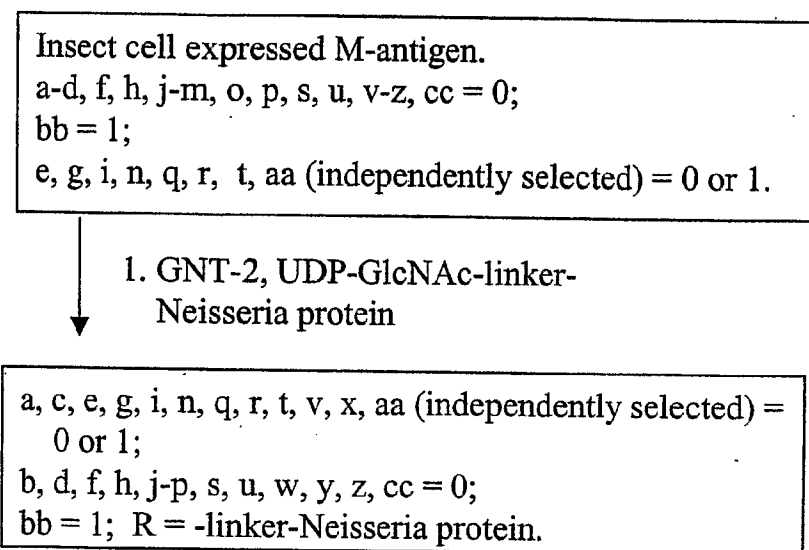 Insect cell expressed M-antigen.
a-d, f, h, j-m, o, p, s, u, v-z, cc = 0;
bb = 1;
e, g, i, n, q, r, t, aa (independently selected) = 0 or 1.
1. GNT-2, UDP-GlcNAc-linker-
Neisseria protein
a, c, e, g, i, n, q, r, t, v, x, aa (independently selected) =
0 or 1;
b, d, f, h, j-p, s, u, w, y, z, cc = 0;
bb = 1; R = -linker-Neisseria protein.